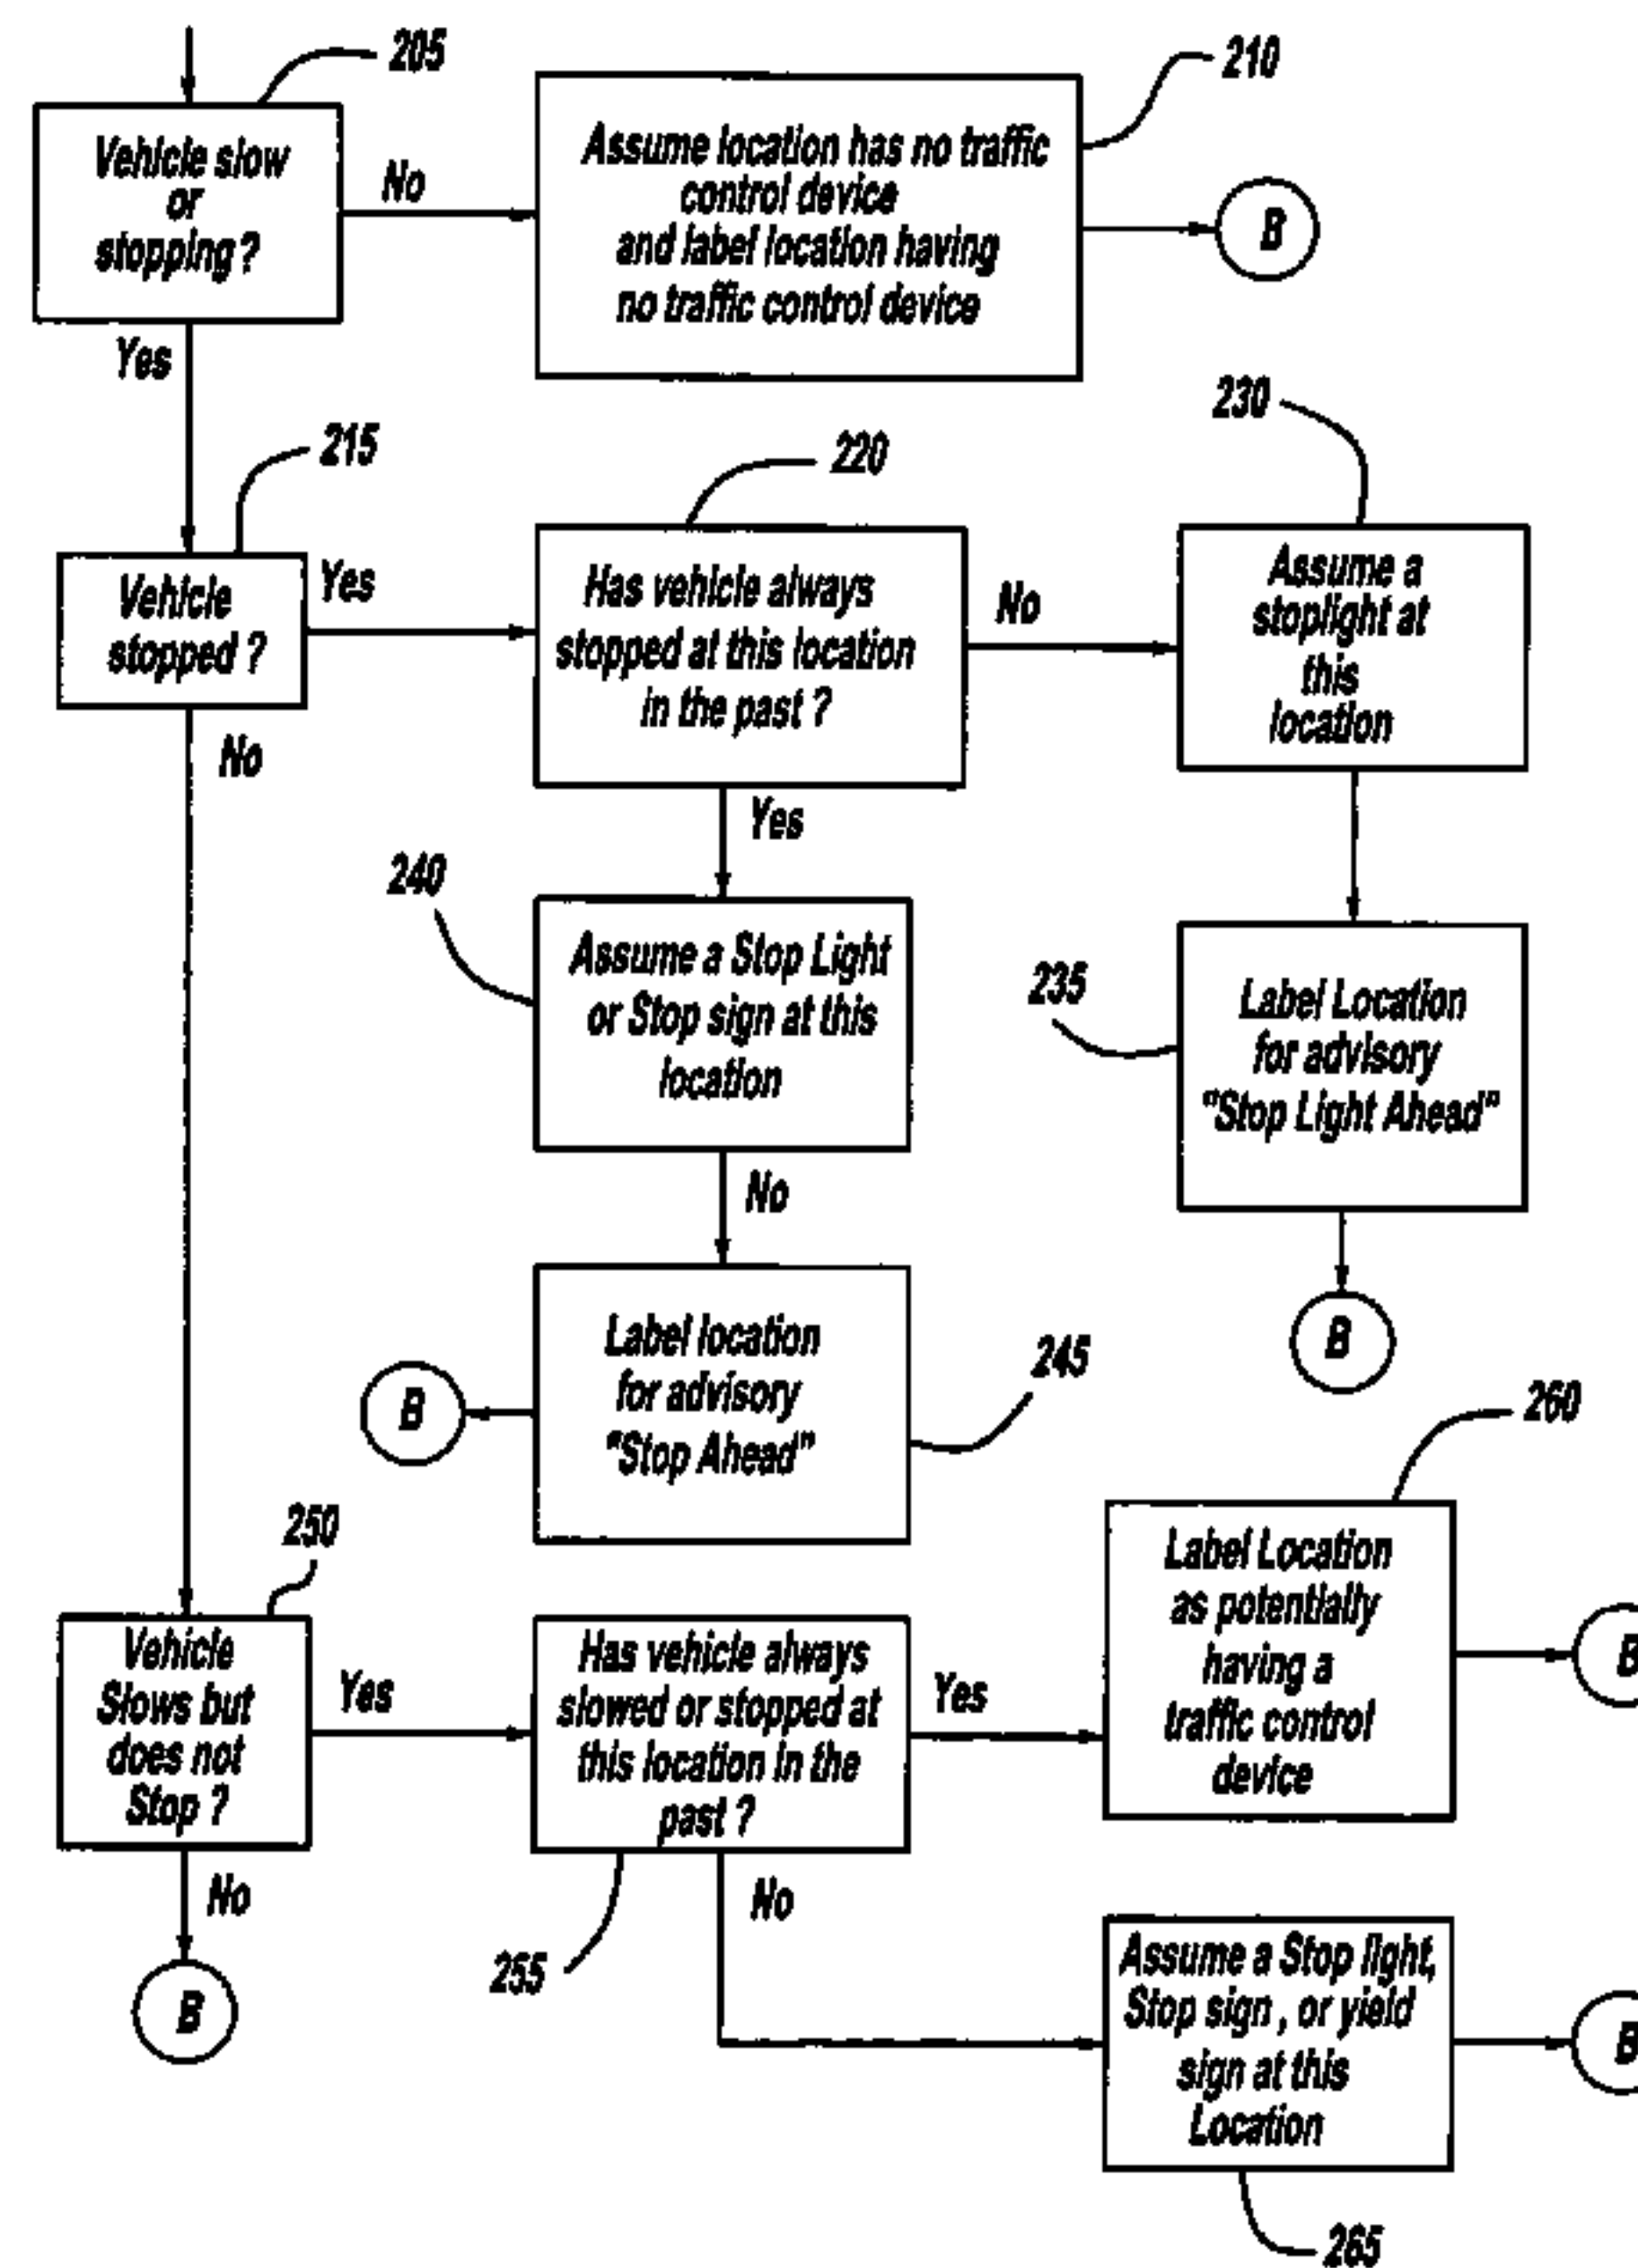 205
Vehicle slow
or
stopping ?
No
210
Assume location has no traffic
control device
and label location having
no traffic control device
B
Yes
215
Vehicle
stopped ?
Yes
220
Has vehicle always
stopped at this location
in the past ?
No
230
Assume a
stoplight at
this
location
No
Yes
240
Assume a Stop Light
or Stop sign at this
location
235
Label Location
for advisory
"Stop Light Ahead"
No
B
Label location
for advisory
"Stop Ahead"
245
B
250
Vehicle
Slows but
does not
Stop ?
Yes
Has vehicle always
slowed or stopped at
this location in the
past ?
255
Yes
260
Label Location
as potentially
having a
traffic control
device
B
No
B
No
Assume a Stop light,
Stop sign , or yield
sign at this
Location
265
B